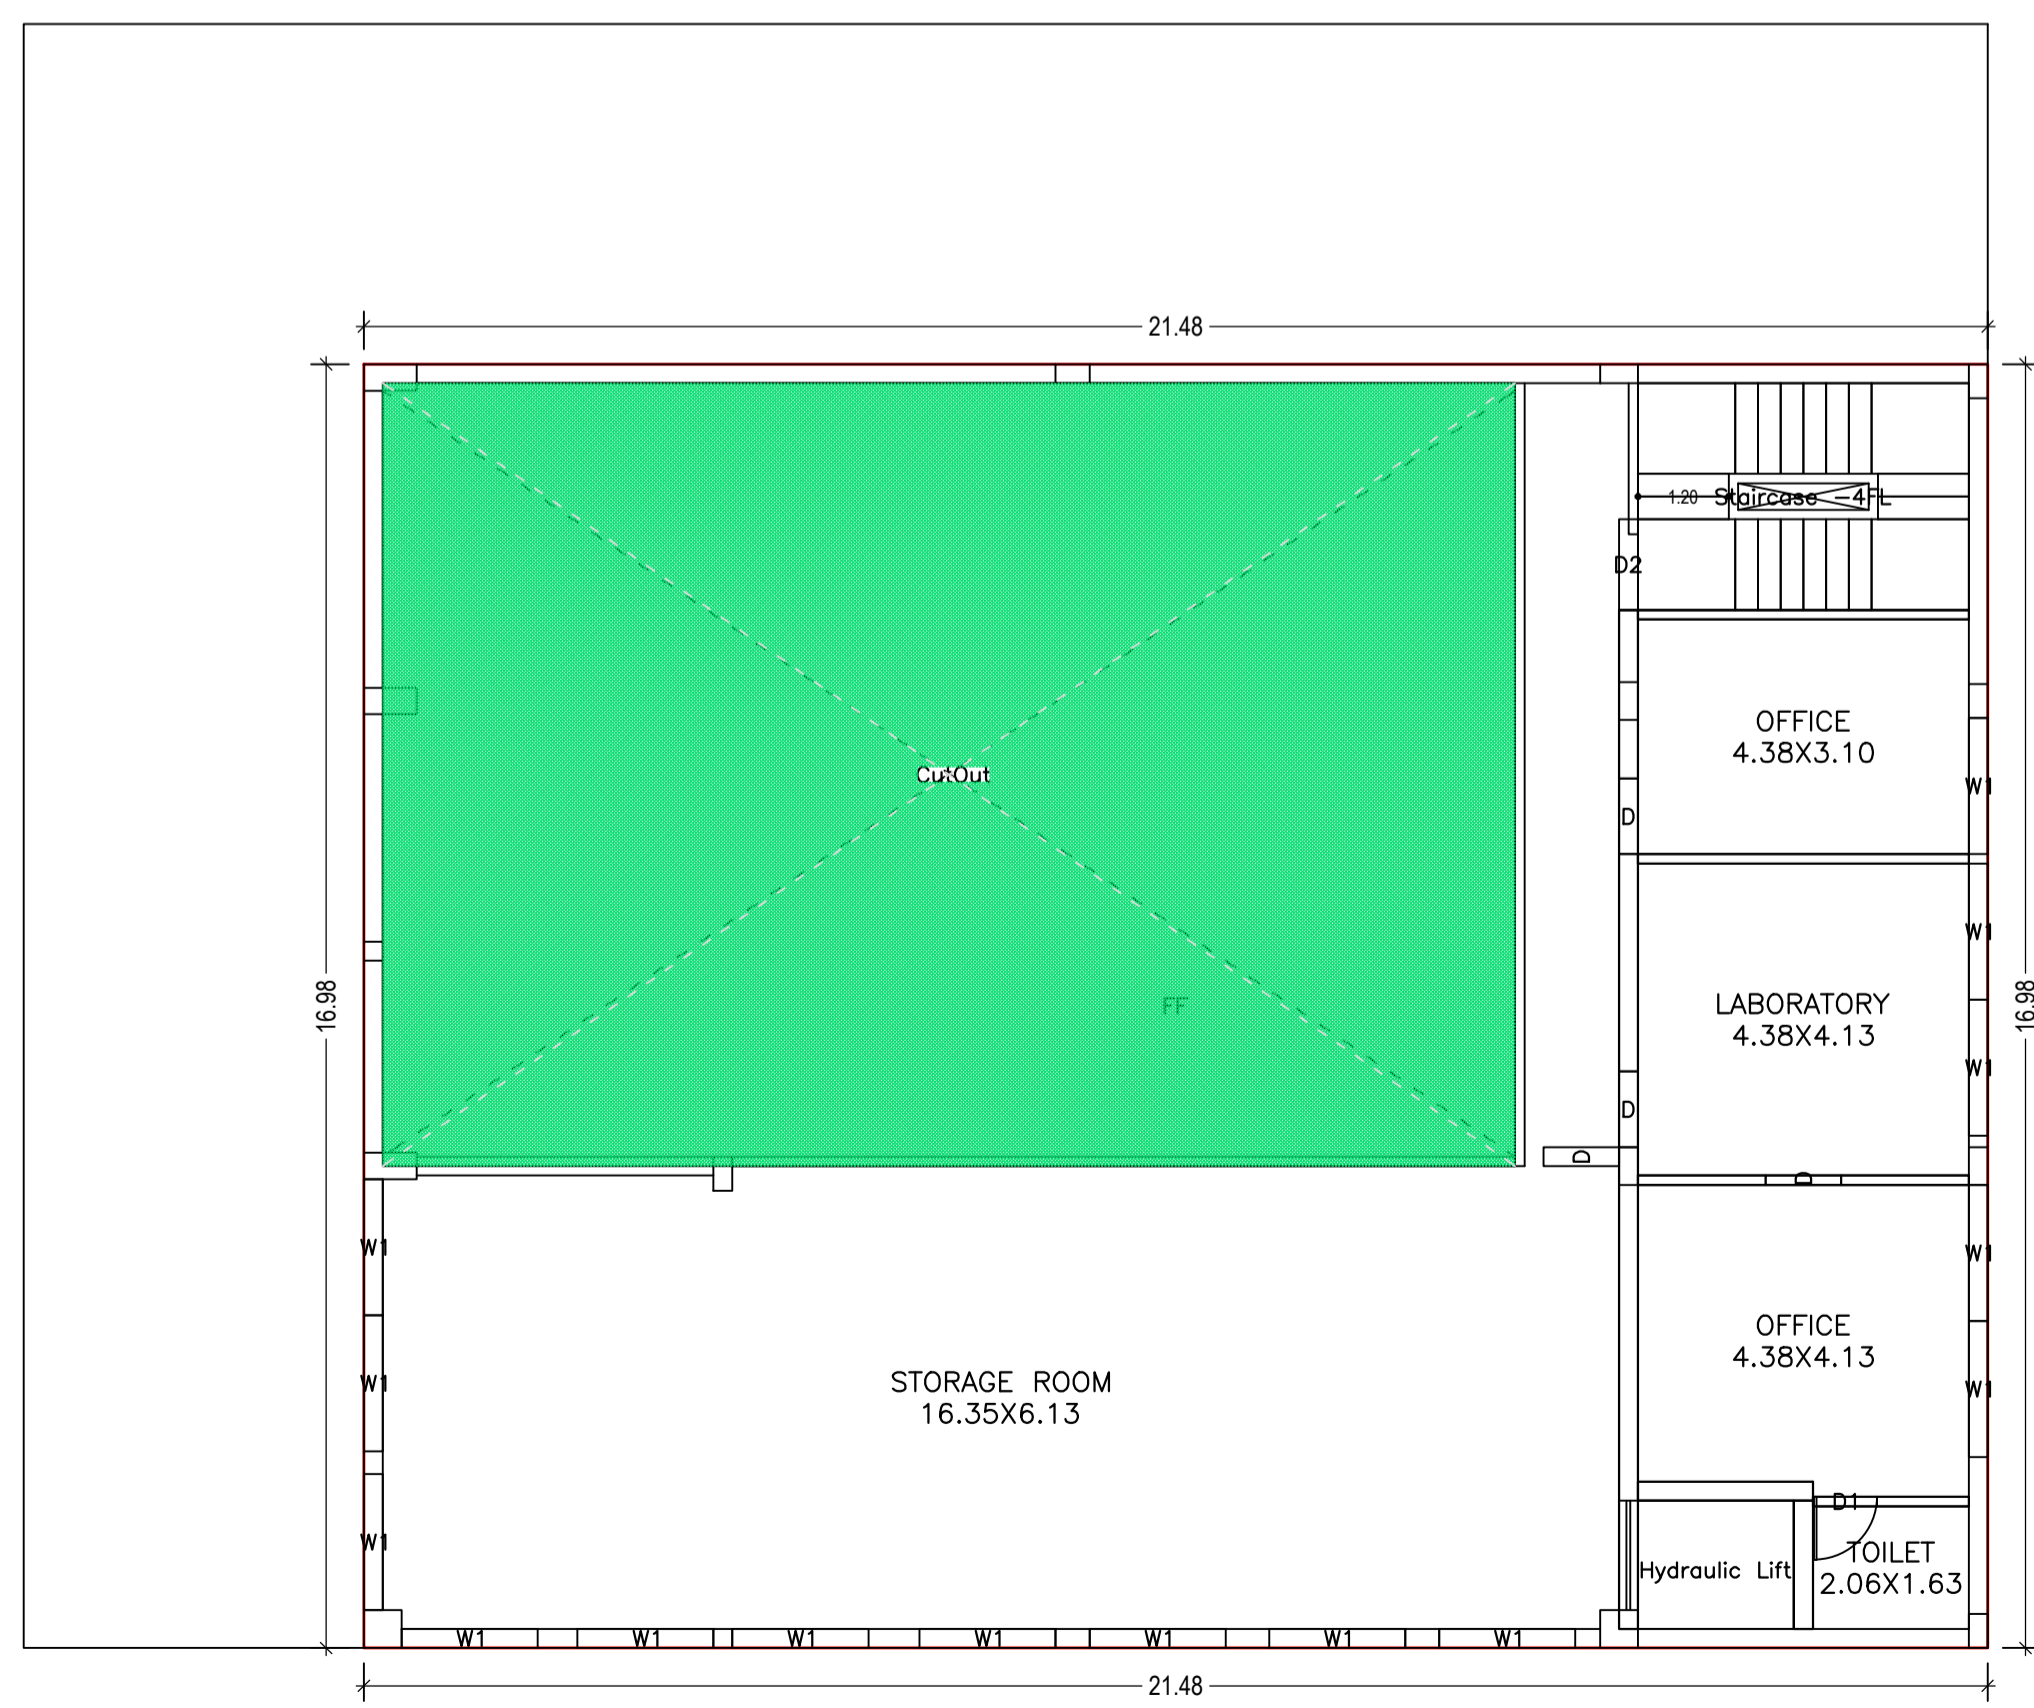 21.48
1.20 Staircase -4FL
D2
OFFICE
4.38X3.10
CutOut
W1
D
W1
16.98
FF
LABORATORY
4.38X4.13
16.98
W1
D
D
D
W1
W1
OFFICE
4.38X4.13
W1
W1
STORAGE ROOM
16.35X6.13
D1
W1
TOILET
2.06X1.63
Hydraulic Lift
W1 W1 W1 W1 W1 W1 W1
21.48